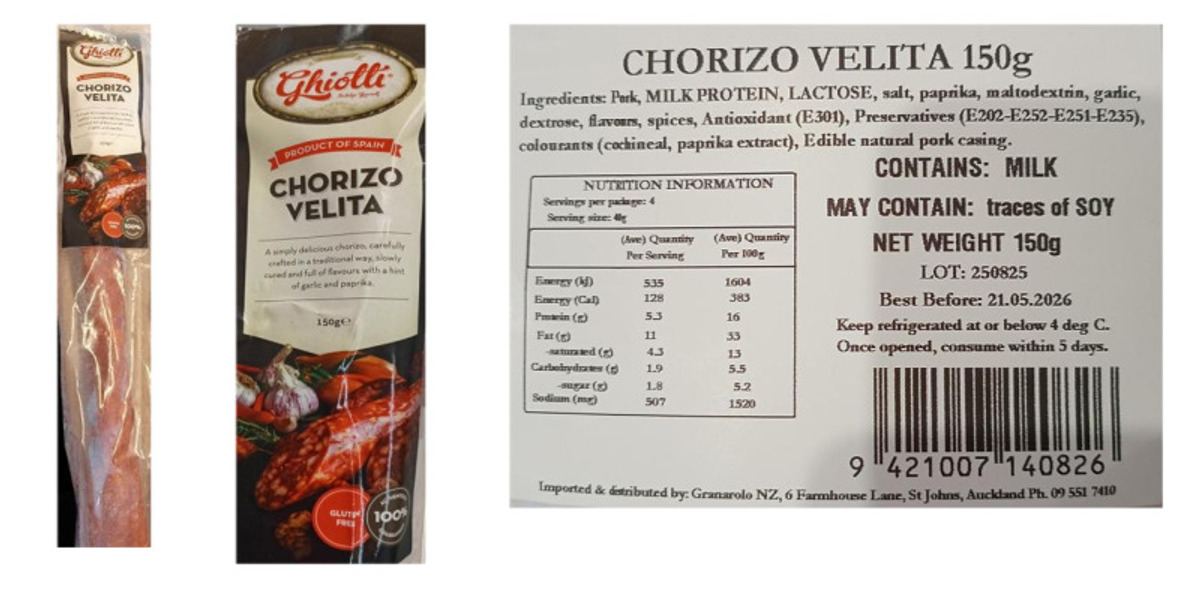 Ghiotti
CHORIZO
VELITA
Ghiotti
PRODUCT OF SPAIN
CHORIZO
VELITA
A simply delicious chorizo, carefully
crafted in a traditional way, slowly
cured and full of flavours with a hint
of garlic and paprika.
150g℮
GLUTEN
FREE
100%
CHORIZO VELITA 150g
Ingredients: Pork, MILK PROTEIN, LACTOSE, salt, paprika, maltodextrin, garlic,
dextrose, flavours, spices, Antioxidant (E301), Preservatives (E202-E252-E251-E235),
colourants (cochineal, paprika extract), Edible natural pork casing.
NUTRITION INFORMATION
Servings per package: 4
Serving size: 40g
(Ave) Quantity (Ave) Quantity
Per Serving Per 100g
Energy (kJ) 535 1604
Energy (Cal) 128 383
Protein (g) 5.3 16
Fat (g) 11 33
-saturated (g) 4.3 13
Carbohydrates (g) 1.9 5.5
-sugar (g) 1.8 5.2
Sodium (mg) 507 1520
CONTAINS: MILK
MAY CONTAIN: traces of SOY
NET WEIGHT 150g
LOT: 250825
Best Before: 21.05.2026
Keep refrigerated at or below 4 deg C.
Once opened, consume within 5 days.
9 421007 140826
Imported & distributed by: Granarolo NZ, 6 Farmhouse Lane, St Johns, Auckland Ph. 09 551 7410